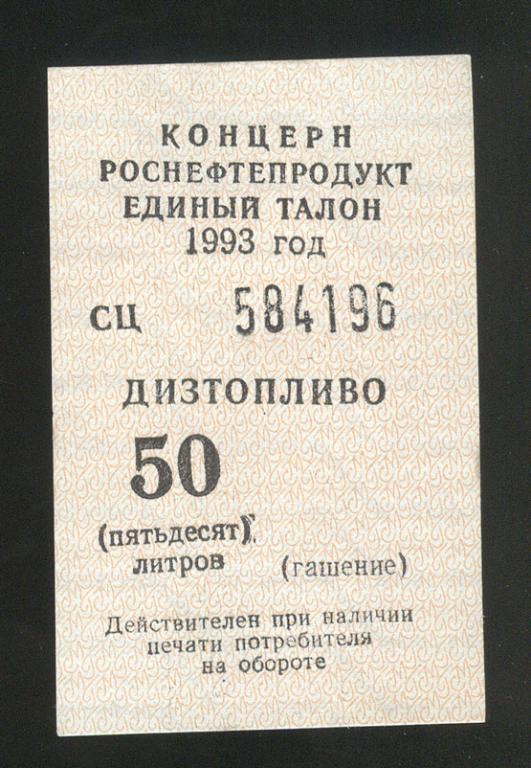 КОНЦЕРН
РОСНЕФТЕПРОДУКТ
ЕДИНЫЙ ТАЛОН
1993 год
СЦ 584196
ДИЗТОПЛИВО
50
(пятьдесят)
литров (гашение)
Действителен при наличии
печати потребителя
на обороте